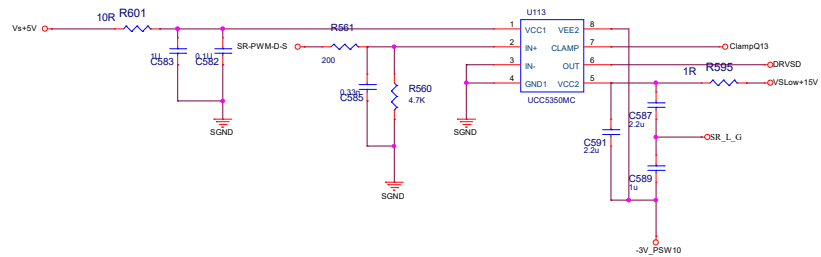 U113
10R R601
Vs+5V
1U
C583
0.1U
C582
SGND
SR-PWM-D-S
R561
200
0.33n
C585
R560
4.7K
SGND
SGND
1 VCC1 VEE2 8
2 IN+ CLAMP 7
3 IN- OUT 6
4 GND1 VCC2 5
UCC5350MC
ClampQ13
DRVSD
1R R595
VSLow+15V
C587
2.2u
C591
2.2u
SR_L_G
C589
1u
-3V_PSW10